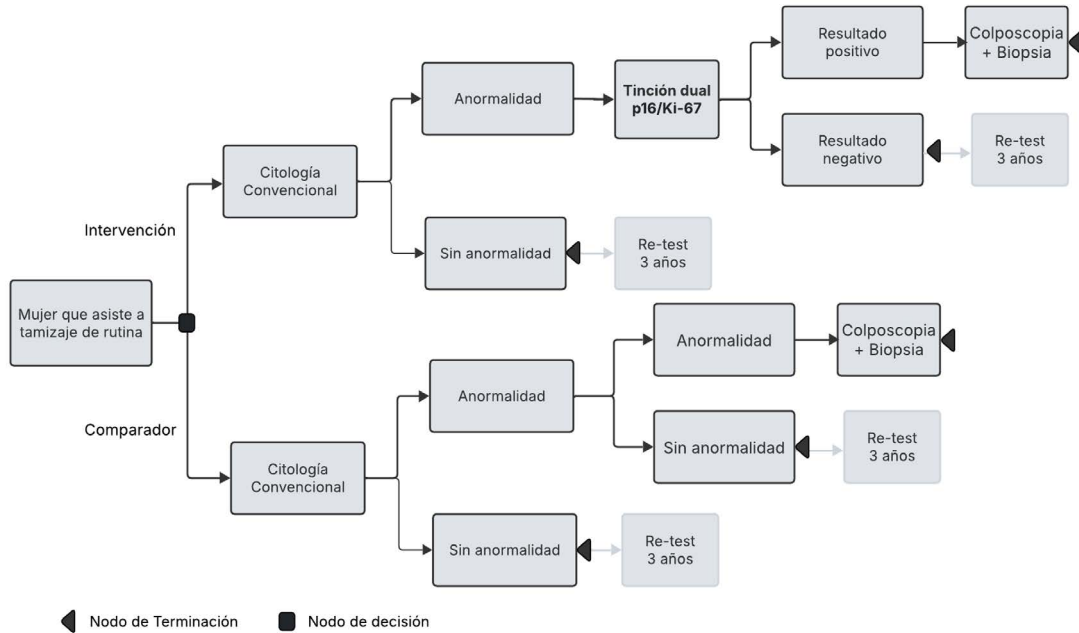 Resultado
positivo
Colposcopia
+ Biopsia
Anormalidad
Tinción dual
p16/Ki-67
Resultado
negativo
Re-test
3 años
Citología
Convencional
Intervención
Sin anormalidad
Re-test
3 años
Mujer que asiste a
tamizaje de rutina
Anormalidad
Colposcopia
+ Biopsia
Anormalidad
Comparador
Sin anormalidad
Re-test
3 años
Citología
Convencional
Sin anormalidad
Re-test
3 años
Nodo de Terminación
Nodo de decisión